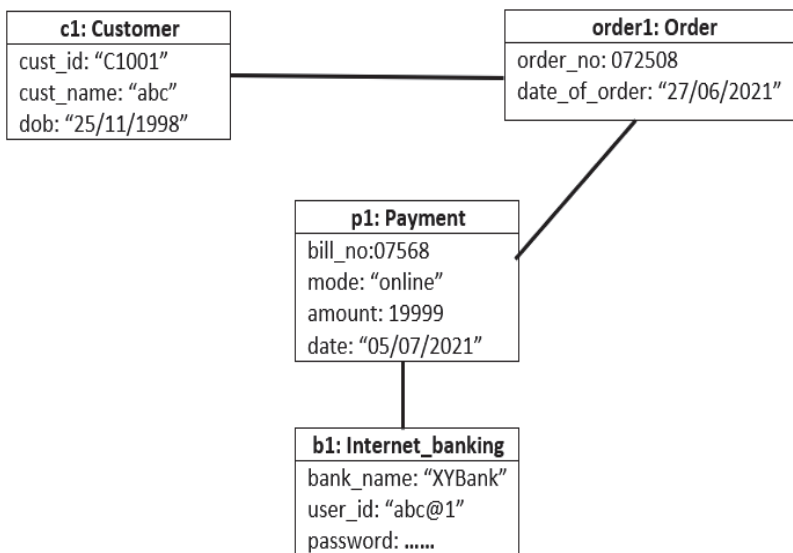 c1: Customer
cust_id: “C1001”
cust_name: “abc”
dob: “25/11/1998”
order1: Order
order_no: 072508
date_of_order: “27/06/2021”
p1: Payment
bill_no:07568
mode: “online”
amount: 19999
date: “05/07/2021”
b1: Internet_banking
bank_name: “XYBank”
user_id: “abc@1”
password: ......